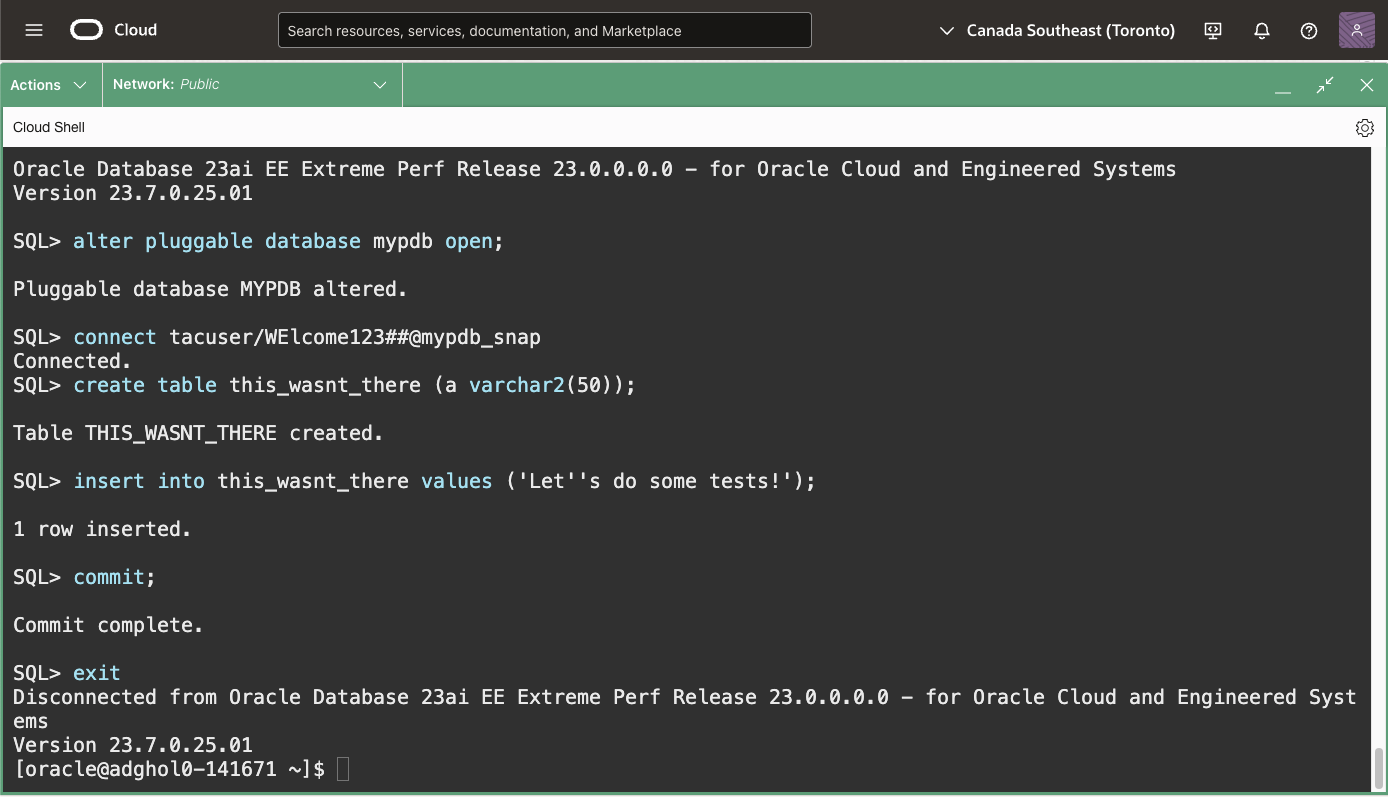 Cloud
Search resources, services, documentation, and Marketplace
Canada Southeast (Toronto)
Actions
Network: Public
Cloud Shell
Oracle Database 23ai EE Extreme Perf Release 23.0.0.0.0 – for Oracle Cloud and Engineered Systems
Version 23.7.0.25.01
SQL> alter pluggable database mypdb open;
Pluggable database MYPDB altered.
SQL> connect tacuser/WElcome123##@mypdb_snap
Connected.
SQL> create table this_wasnt_there (a varchar2(50));
Table THIS_WASNT_THERE created.
SQL> insert into this_wasnt_there values ('Let''s do some tests!');
1 row inserted.
SQL> commit;
Commit complete.
SQL> exit
Disconnected from Oracle Database 23ai EE Extreme Perf Release 23.0.0.0.0 – for Oracle Cloud and Engineered Syst
ems
Version 23.7.0.25.01
[oracle@adghol0-141671 ~]$